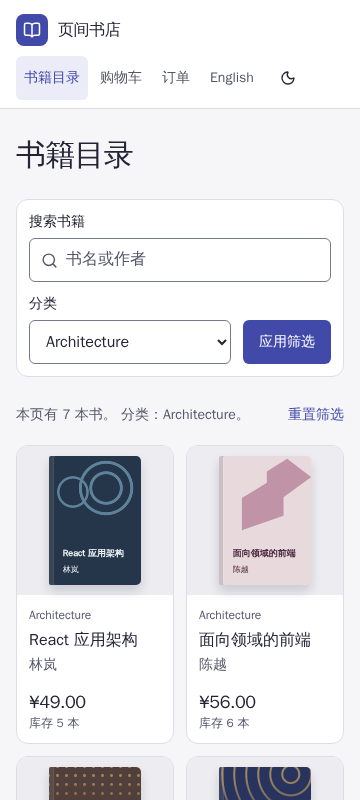 页间书店
书籍目录 购物车 订单 English
书籍目录
搜索书籍
书名或作者
分类
Architecture 应用筛选
本页有 7 本书。 分类：Architecture。 重置筛选
React 应用架构
林岚
面向领域的前端
陈越
Architecture
React 应用架构
林岚
¥49.00
库存 5 本
Architecture
面向领域的前端
陈越
¥56.00
库存 6 本